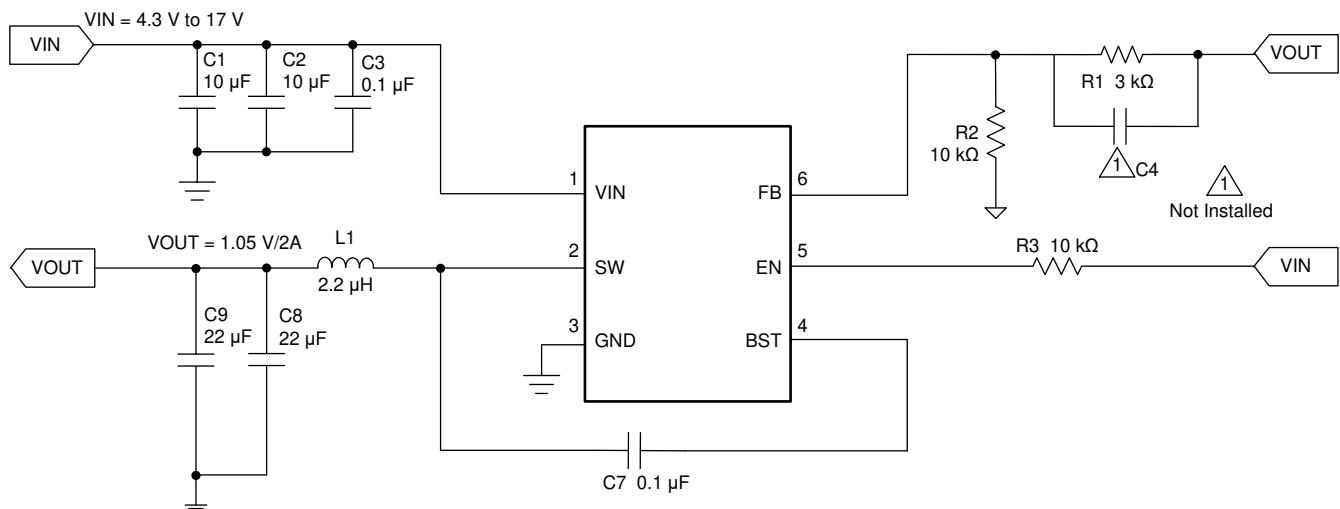 VIN = 4.3 V to 17 V
VIN
C1
10 µF
C2
10 µF
C3
0.1 µF
VOUT
R1 3 kΩ
R2
10 kΩ
1
C4
1
Not Installed
1
VIN
FB
6
VOUT = 1.05 V/2A
L1
2.2 µH
VOUT
2
SW
EN
5
R3 10 kΩ
VIN
C9
22 µF
C8
22 µF
3
GND
BST
4
C7 0.1 µF